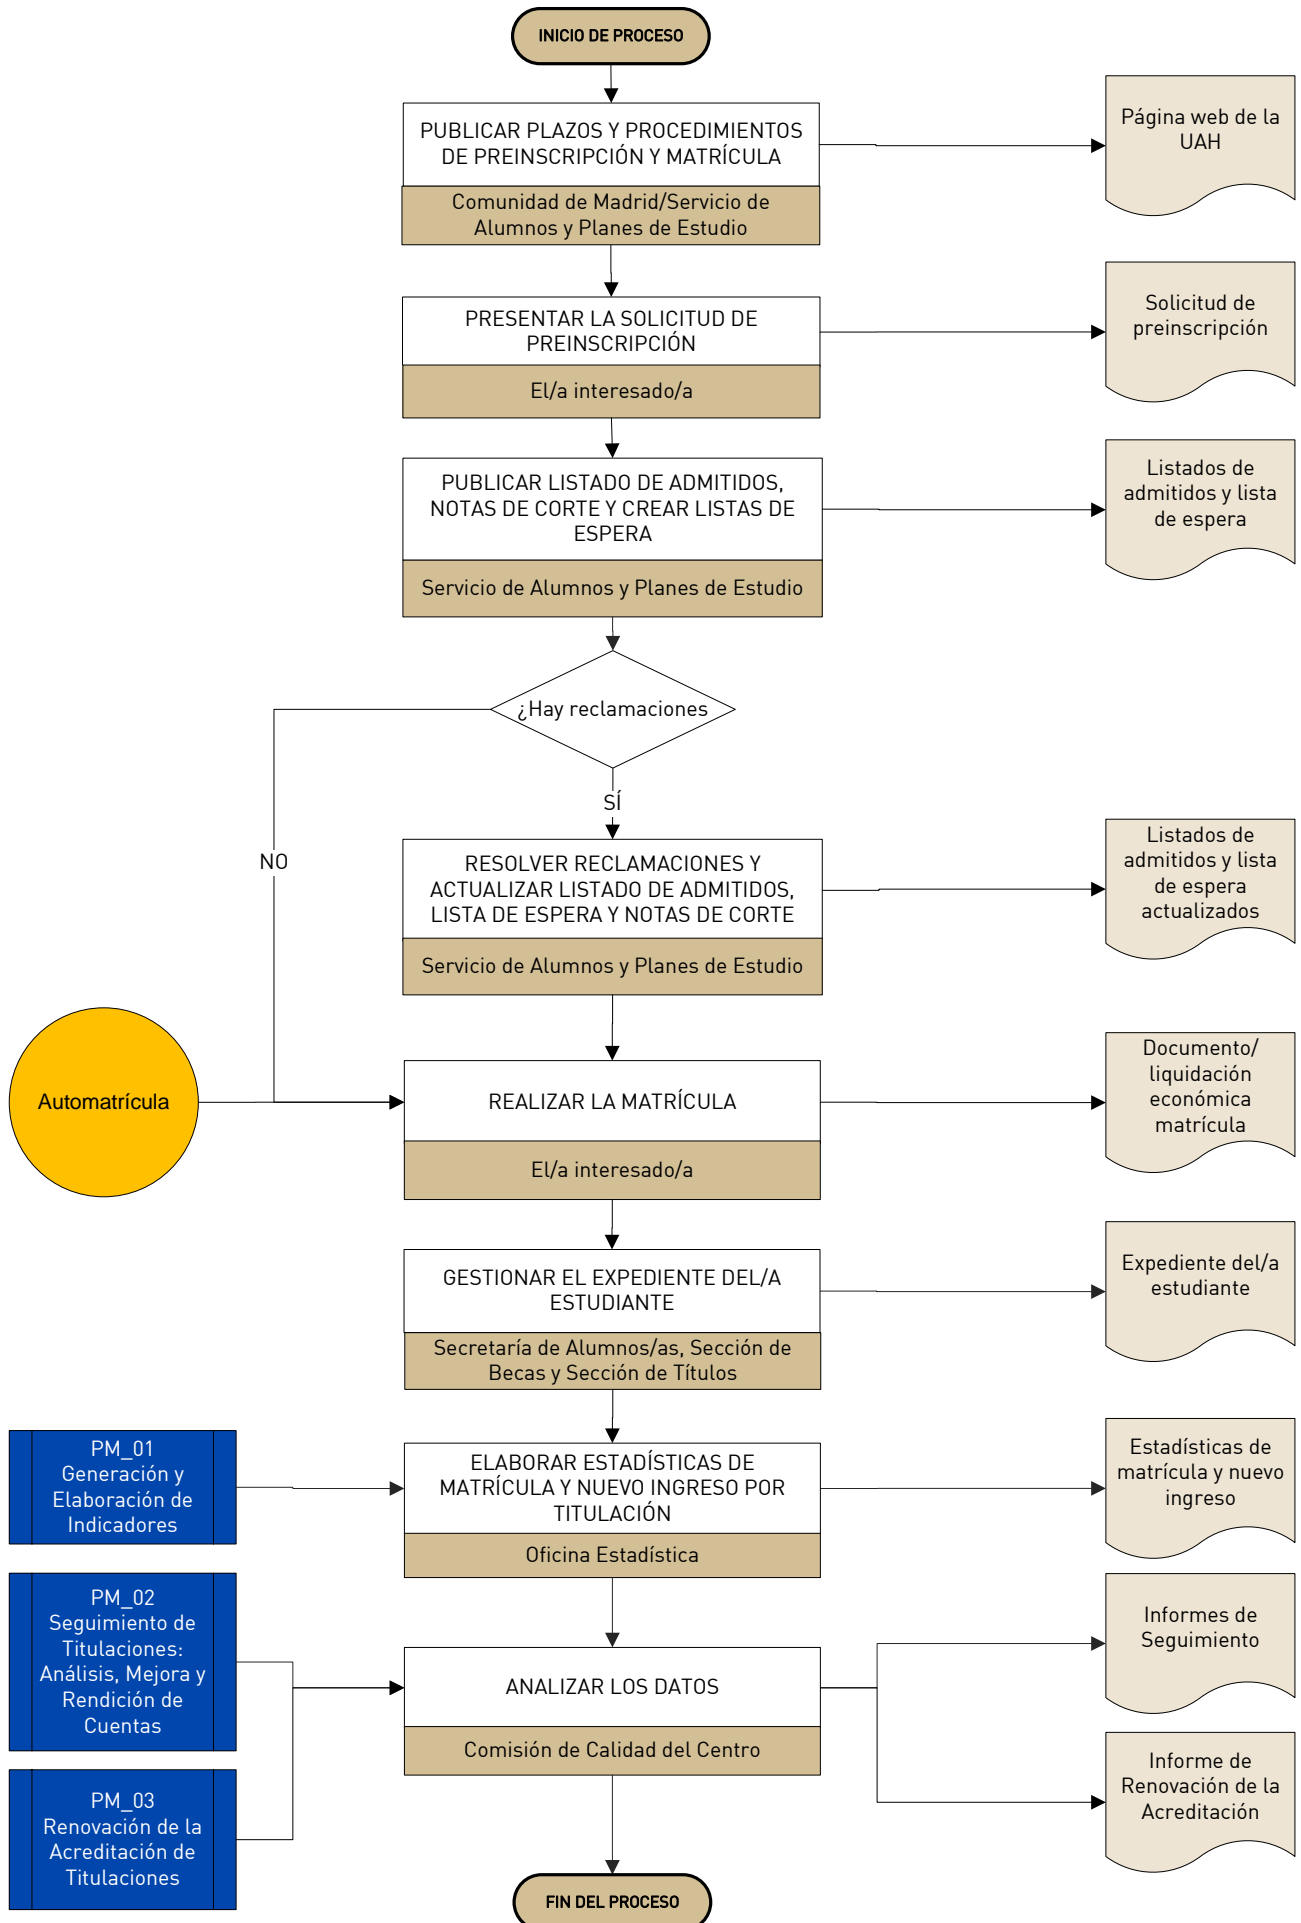 INICIO DE PROCESO
PUBLICAR PLAZOS Y PROCEDIMIENTOS
DE PREINSCRIPCIÓN Y MATRÍCULA
Comunidad de Madrid/Servicio de
Alumnos y Planes de Estudio
Página web de la
UAH
PRESENTAR LA SOLICITUD DE
PREINSCRIPCIÓN
El/a interesado/a
Solicitud de
preinscripción
PUBLICAR LISTADO DE ADMITIDOS,
NOTAS DE CORTE Y CREAR LISTAS DE
ESPERA
Servicio de Alumnos y Planes de Estudio
Listados de
admitidos y lista
de espera
¿Hay reclamaciones
SÍ
NO
RESOLVER RECLAMACIONES Y
ACTUALIZAR LISTADO DE ADMITIDOS,
LISTA DE ESPERA Y NOTAS DE CORTE
Servicio de Alumnos y Planes de Estudio
Listados de
admitidos y lista
de espera
actualizados
Automatrícula
REALIZAR LA MATRÍCULA
El/a interesado/a
Documento/
liquidación
económica
matrícula
GESTIONAR EL EXPEDIENTE DEL/A
ESTUDIANTE
Secretaría de Alumnos/as, Sección de
Becas y Sección de Títulos
Expediente del/a
estudiante
PM_01
Generación y
Elaboración de
Indicadores
ELABORAR ESTADÍSTICAS DE
MATRÍCULA Y NUEVO INGRESO POR
TITULACIÓN
Oficina Estadística
Estadísticas de
matrícula y nuevo
ingreso
PM_02
Seguimiento de
Titulaciones:
Análisis, Mejora y
Rendición de
Cuentas
ANALIZAR LOS DATOS
Comisión de Calidad del Centro
Informes de
Seguimiento
PM_03
Renovación de la
Acreditación de
Titulaciones
Informe de
Renovación de la
Acreditación
FIN DEL PROCESO